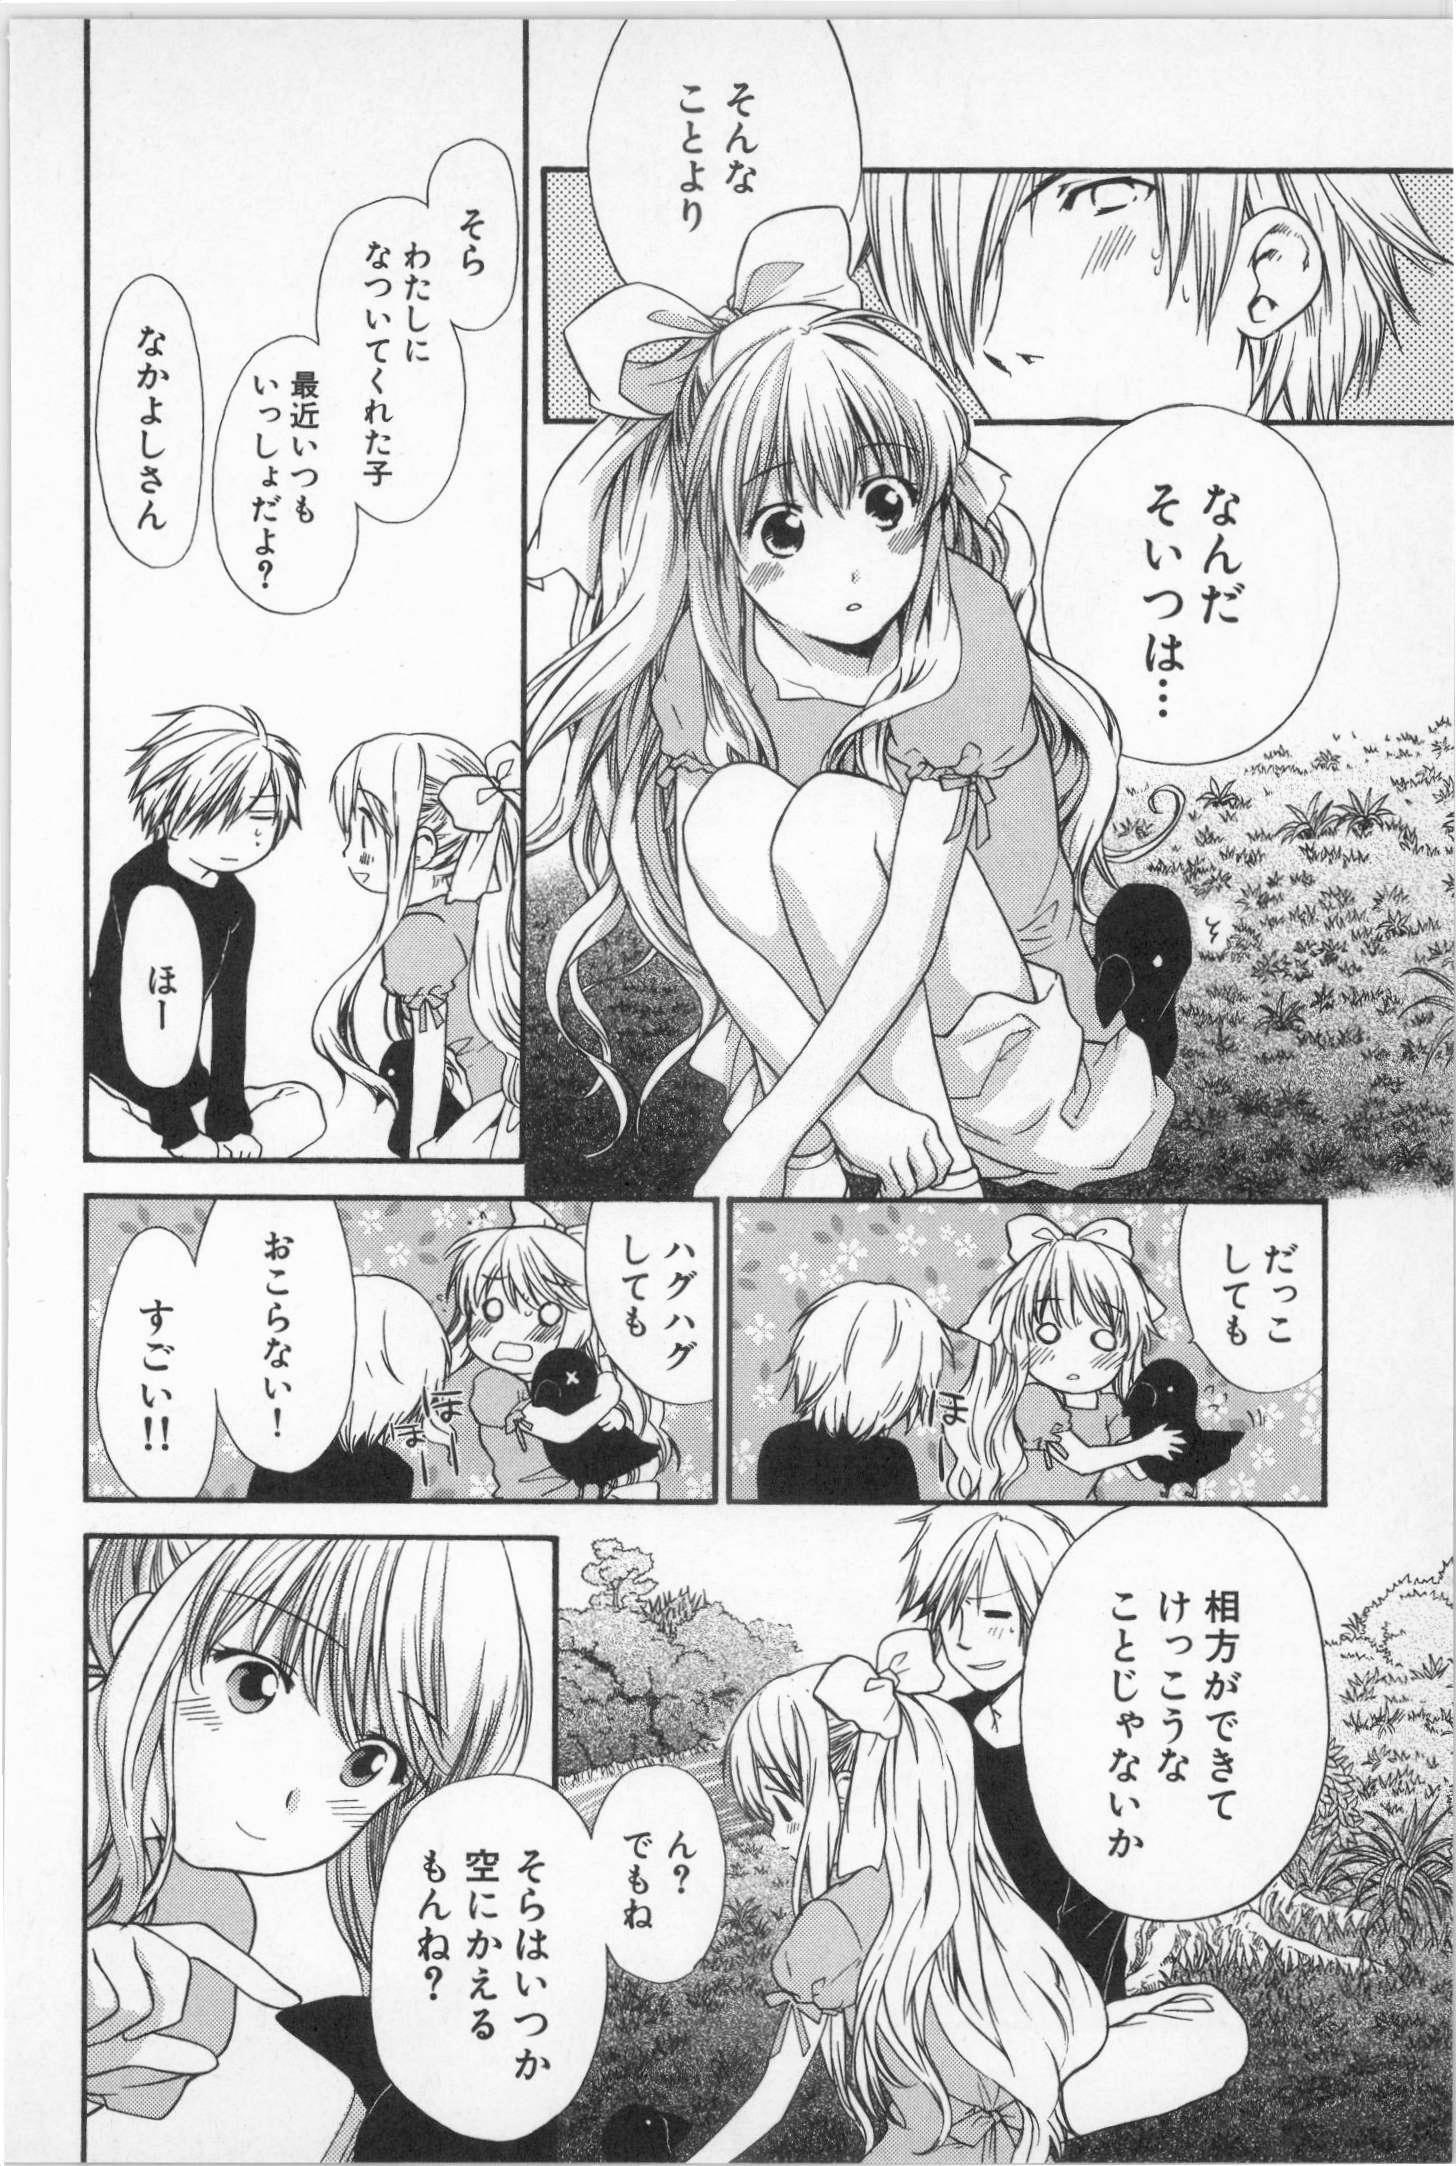 そんな
ことより
なんだ
そいつは…
そら
わたしに
なついてくれた子
最近いつも
いっしょだよ？
なかよしさん
ほー
だっこ
しても
ほー
ハグハグ
しても
ほー
ほー
おこらない！
すごい!!
相方ができて
けっこうな
ことじゃないか
ん？
でもね
そらはいつか
空にかえる
もんね？